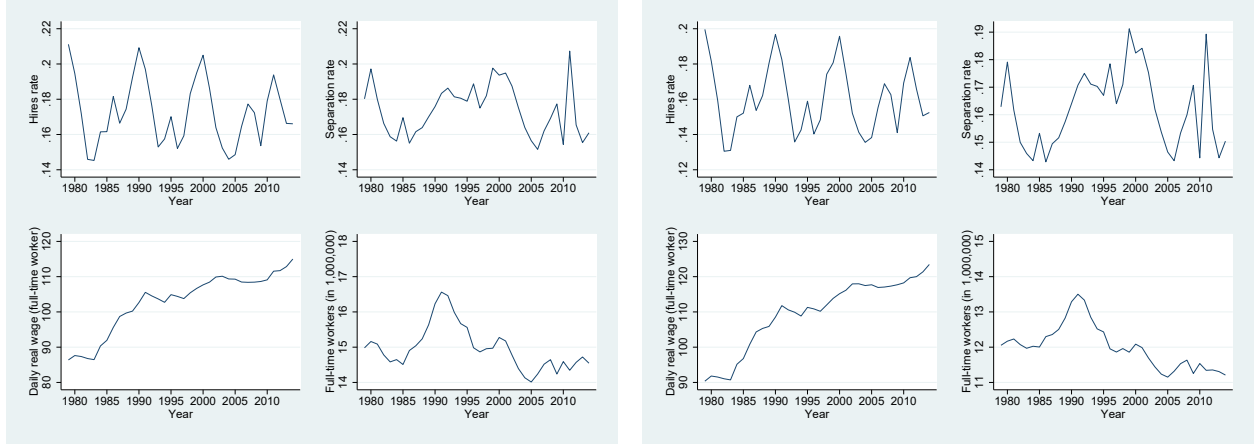 Hires rate
.14 .16 .18 .2 .22
1980 1985 1990 1995 2000 2005 2010
Year
Separation rate
.14 .16 .18 .2 .22
1980 1985 1990 1995 2000 2005 2010
Year
Daily real wage (full-time worker)
80 90 100 110 120
1980 1985 1990 1995 2000 2005 2010
Year
Full-time workers (in 1,000,000)
14 15 16 17 18
1980 1985 1990 1995 2000 2005 2010
Year
Hires rate
.12 .14 .16 .18 .2
1980 1985 1990 1995 2000 2005 2010
Year
Separation rate
.14 .15 .16 .17 .18 .19
1980 1985 1990 1995 2000 2005 2010
Year
Daily real wage (full-time worker)
90 100 110 120 130
1980 1985 1990 1995 2000 2005 2010
Year
Full-time workers (in 1,000,000)
11 12 13 14 15
1980 1985 1990 1995 2000 2005 2010
Year